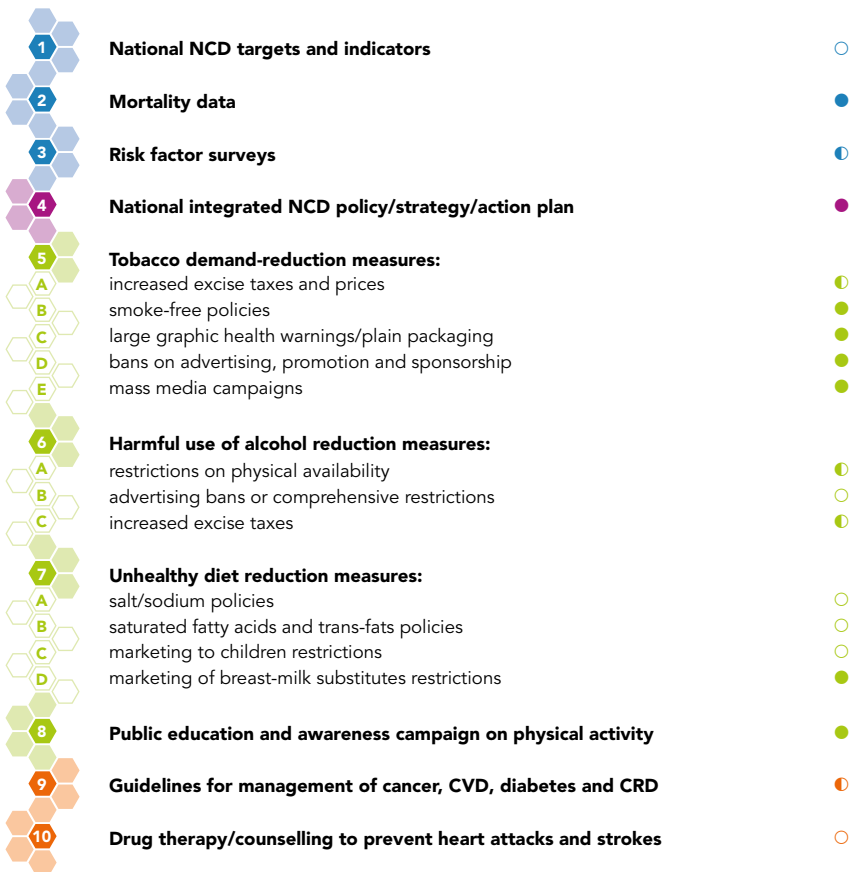 1 National NCD targets and indicators ○
2 Mortality data ●
3 Risk factor surveys ◐
4 National integrated NCD policy/strategy/action plan ●
5 Tobacco demand-reduction measures:
A increased excise taxes and prices ◐
B smoke-free policies ●
C large graphic health warnings/plain packaging ●
D bans on advertising, promotion and sponsorship ●
E mass media campaigns ●
6 Harmful use of alcohol reduction measures:
A restrictions on physical availability ◐
B advertising bans or comprehensive restrictions ○
C increased excise taxes ◐
7 Unhealthy diet reduction measures:
A salt/sodium policies ○
B saturated fatty acids and trans-fats policies ○
C marketing to children restrictions ○
D marketing of breast-milk substitutes restrictions ●
8 Public education and awareness campaign on physical activity ●
9 Guidelines for management of cancer, CVD, diabetes and CRD ◐
10 Drug therapy/counselling to prevent heart attacks and strokes ○